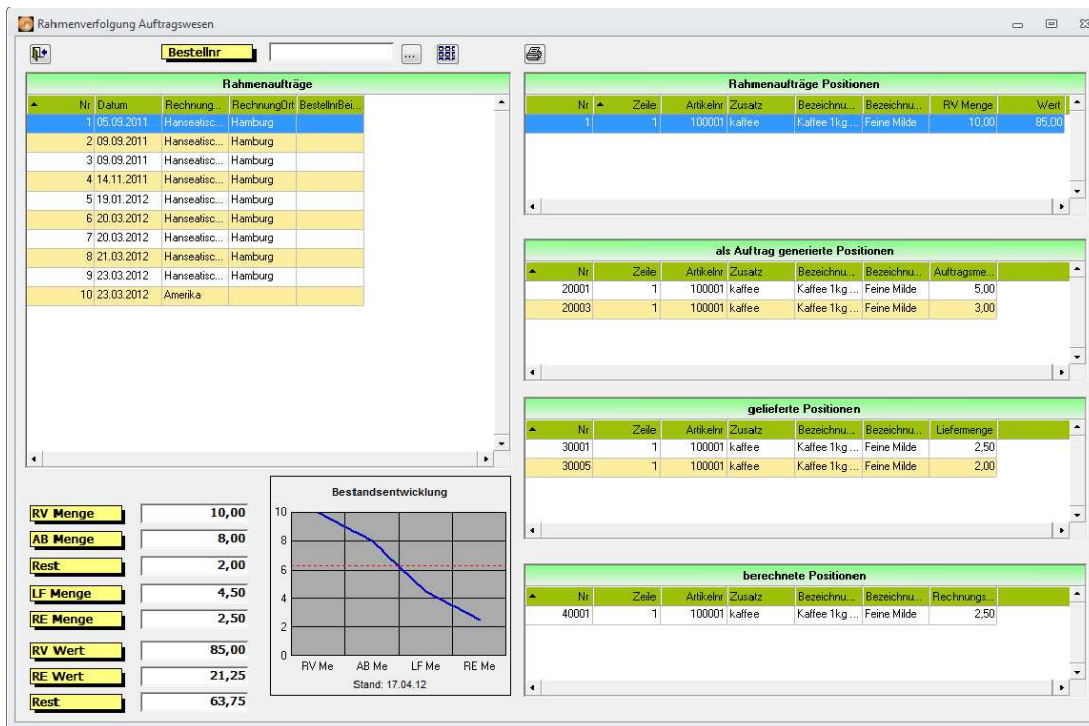 Rahmenverfolgung Auftragswesen
Bestellnr ...
Rahmenaufträge
Nr Datum Rechnung... RechnungOrt BestellnrBei...
1 05.09.2011 Hanseatisc... Hamburg
2 09.09.2011 Hanseatisc... Hamburg
3 09.09.2011 Hanseatisc... Hamburg
4 14.11.2011 Hanseatisc... Hamburg
5 19.01.2012 Hanseatisc... Hamburg
6 20.03.2012 Hanseatisc... Hamburg
7 20.03.2012 Hanseatisc... Hamburg
8 21.03.2012 Hanseatisc... Hamburg
9 23.03.2012 Hanseatisc... Hamburg
10 23.03.2012 Amerika
RV Menge 10,00
AB Menge 8,00
Rest 2,00
LF Menge 4,50
RE Menge 2,50
RV Wert 85,00
RE Wert 21,25
Rest 63,75
Bestandsentwicklung
10
8
6
4
2
0
RV Me AB Me LF Me RE Me
Stand: 17.04.12
Rahmenaufträge Positionen
Nr Zeile Artikelnr Zusatz Bezeichnu... Bezeichnu... RV Menge Wert
1 1 100001 kaffee Kaffee 1kg ... Feine Milde 10,00 85,00
als Auftrag generierte Positionen
Nr Zeile Artikelnr Zusatz Bezeichnu... Bezeichnu... Auftragsme...
20001 1 100001 kaffee Kaffee 1kg ... Feine Milde 5,00
20003 1 100001 kaffee Kaffee 1kg ... Feine Milde 3,00
gelieferte Positionen
Nr Zeile Artikelnr Zusatz Bezeichnu... Bezeichnu... Liefermenge
30001 1 100001 kaffee Kaffee 1kg ... Feine Milde 2,50
30005 1 100001 kaffee Kaffee 1kg ... Feine Milde 2,00
berechnete Positionen
Nr Zeile Artikelnr Zusatz Bezeichnu... Bezeichnu... Rechnungs...
40001 1 100001 kaffee Kaffee 1kg ... Feine Milde 2,50